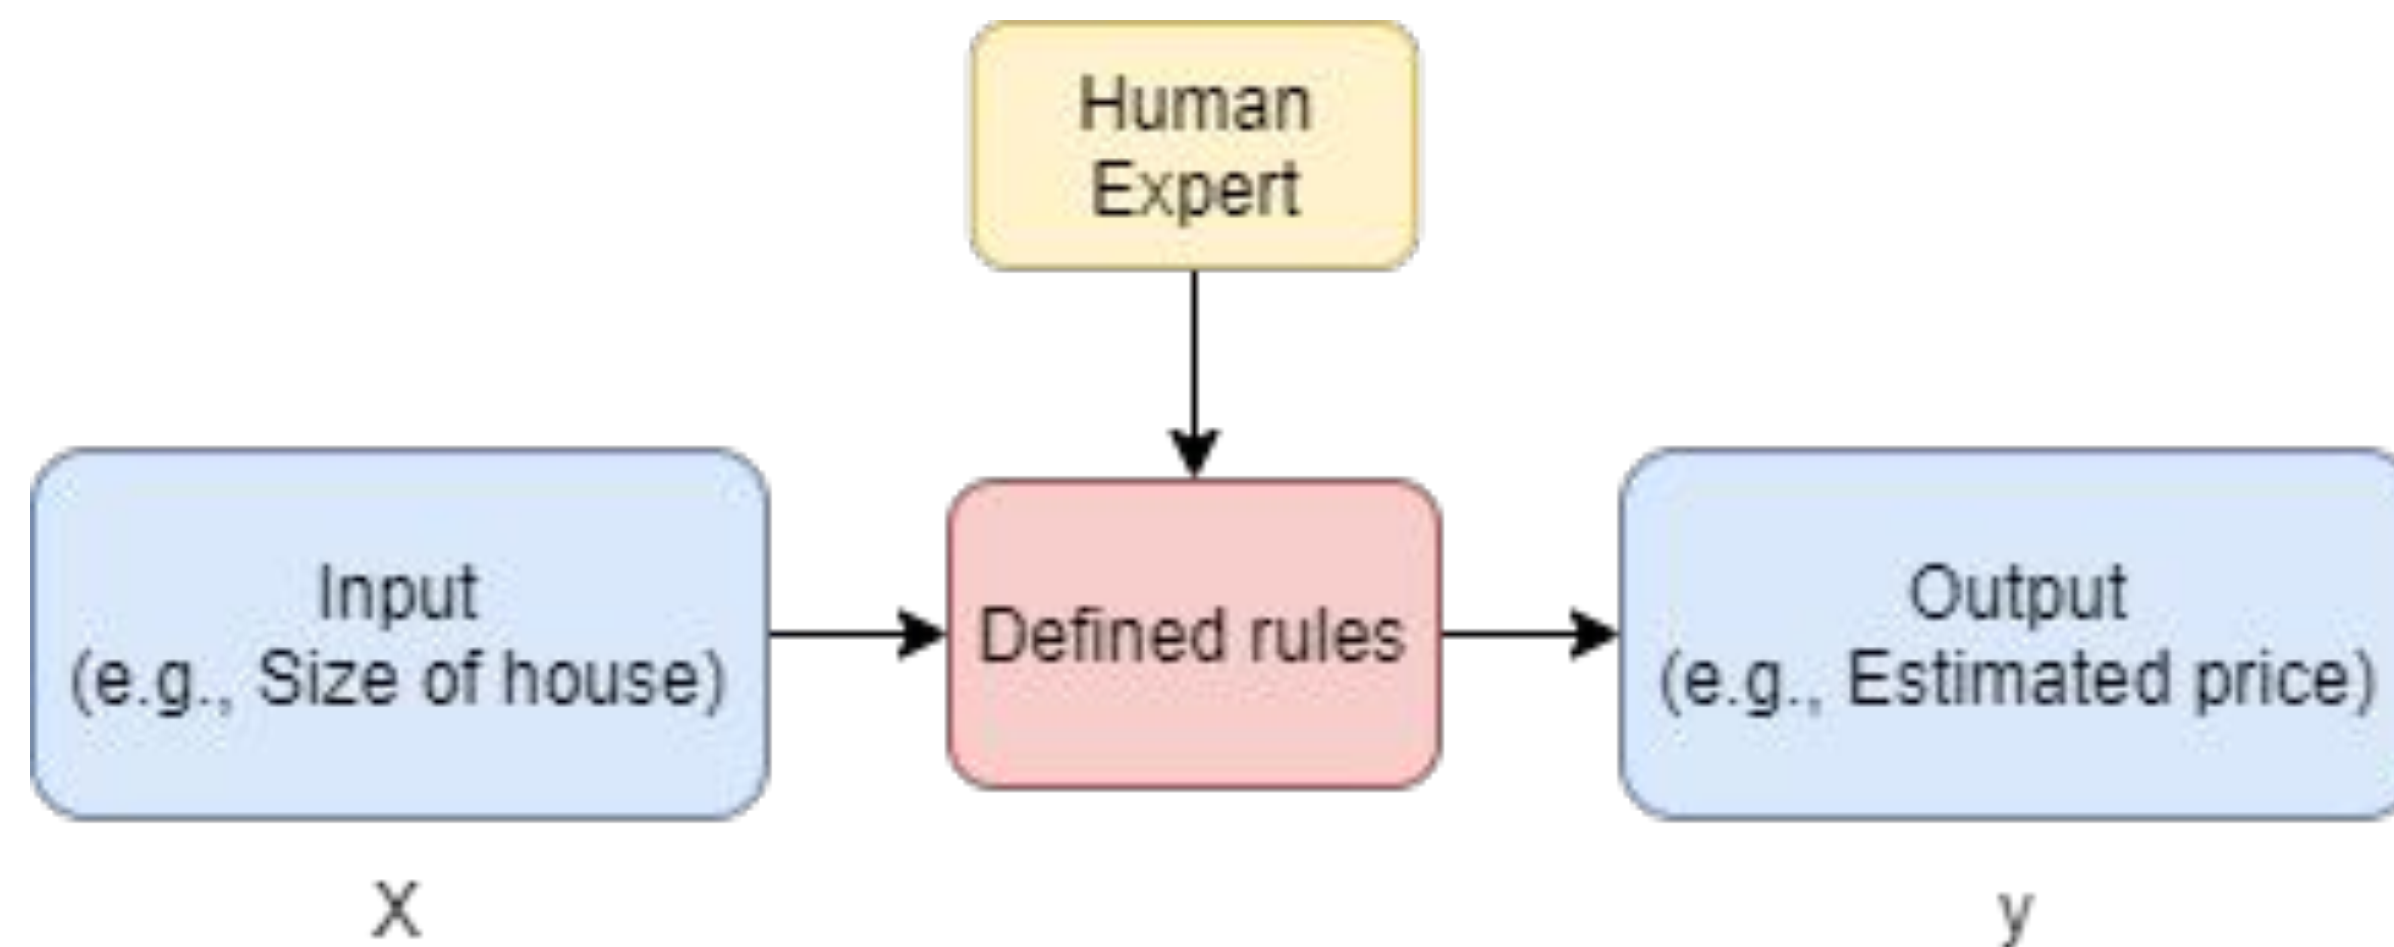 Human
Expert
Input
(e.g., Size of house)
Defined rules
Output
(e.g., Estimated price)
X
y